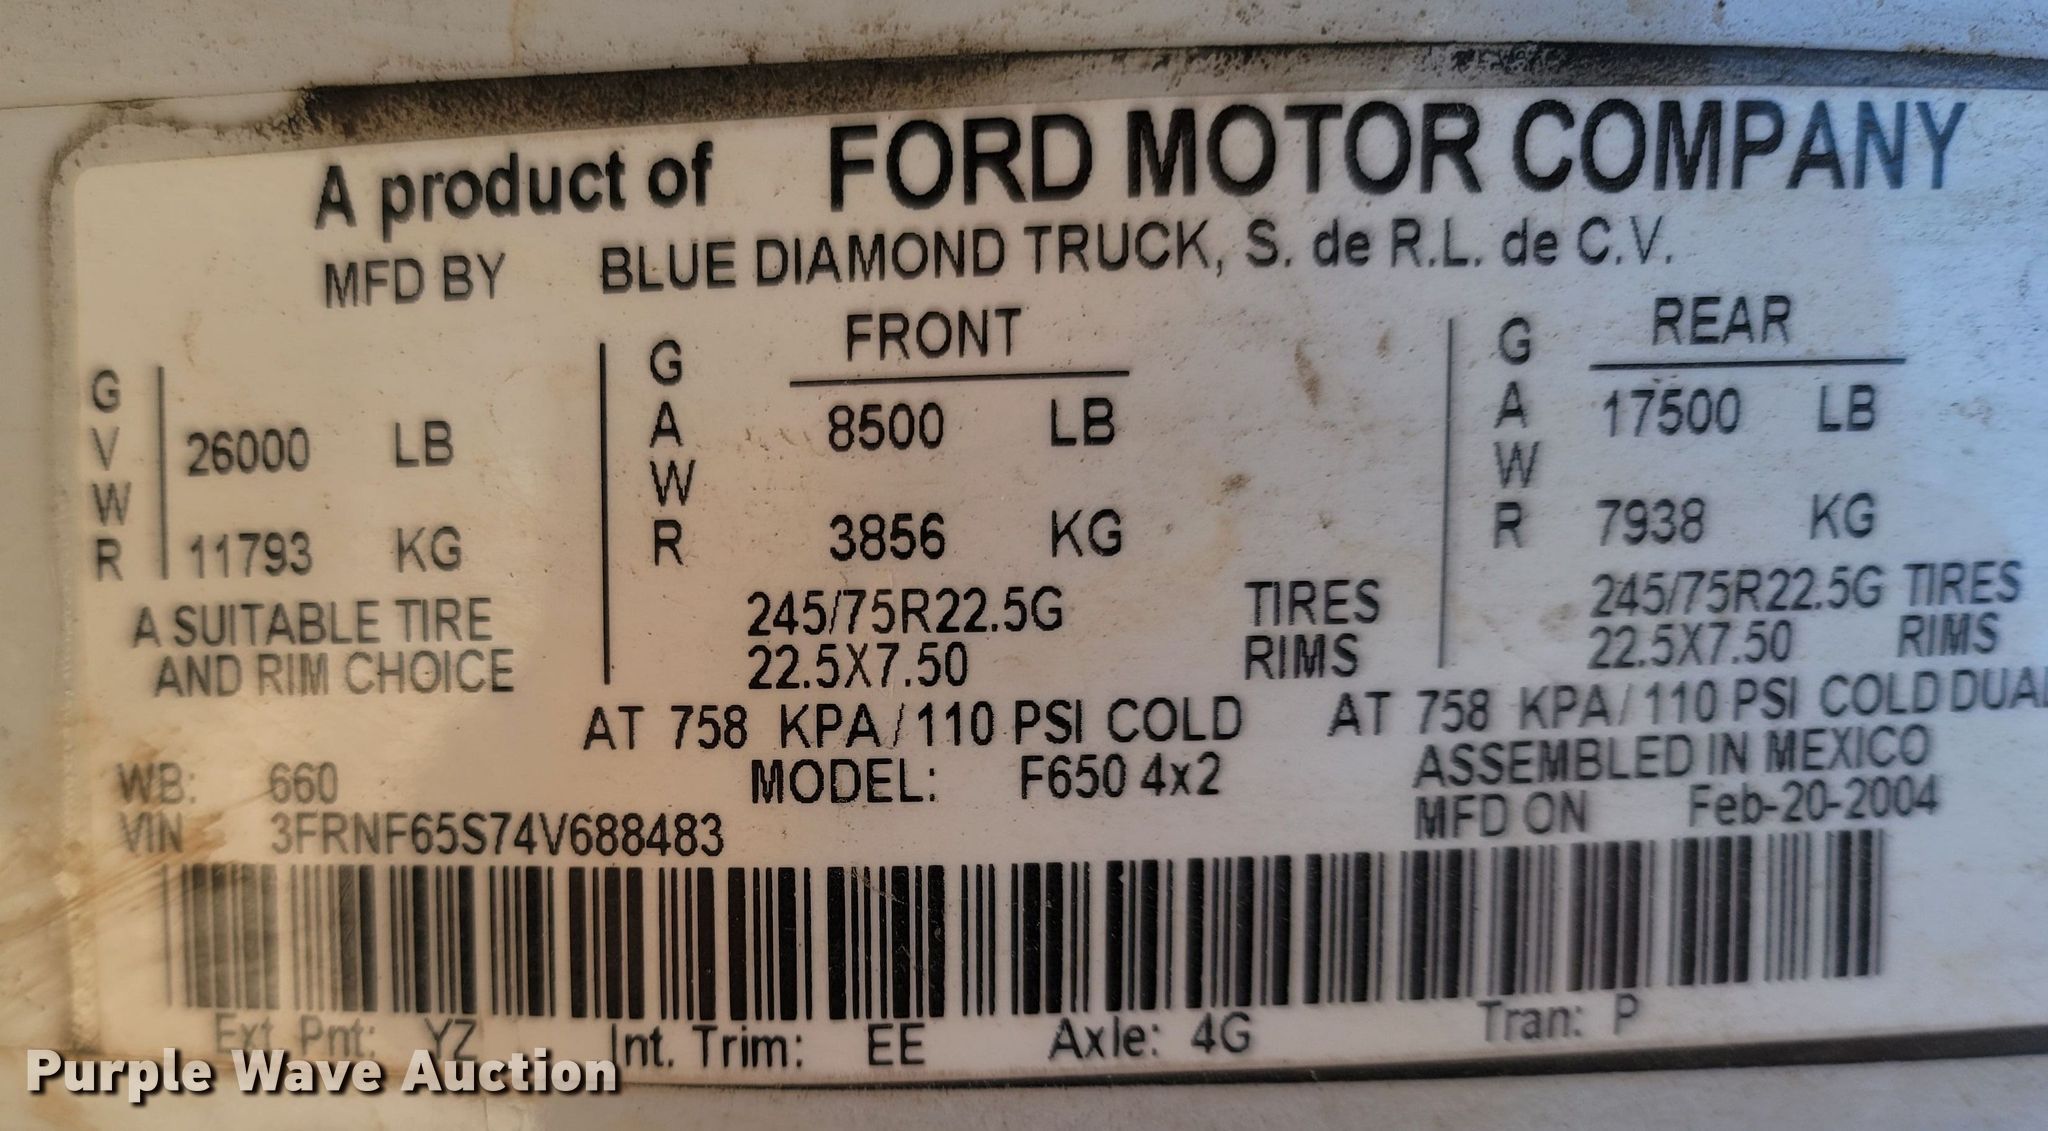 A product of FORD MOTOR COMPANY
MFD BY BLUE DIAMOND TRUCK, S. de R.L. de C.V.
GVWR 26000 LB
11793 KG
GAWR FRONT
8500 LB
3856 KG
GAWR REAR
17500 LB
7938 KG
A SUITABLE TIRE
AND RIM CHOICE
245/75R22.5G TIRES
22.5X7.50 RIMS
AT 758 KPA/110 PSI COLD
245/75R22.5G TIRES
22.5X7.50 RIMS
AT 758 KPA/110 PSI COLD DUAL
WB: 660
MODEL: F650 4x2
ASSEMBLED IN MEXICO
VIN 3FRNF65S74V688483
MFD ON Feb-20-2004
Ext. Pnt: YZ Int. Trim: EE Axle: 4G Tran: P
Purple Wave Auction